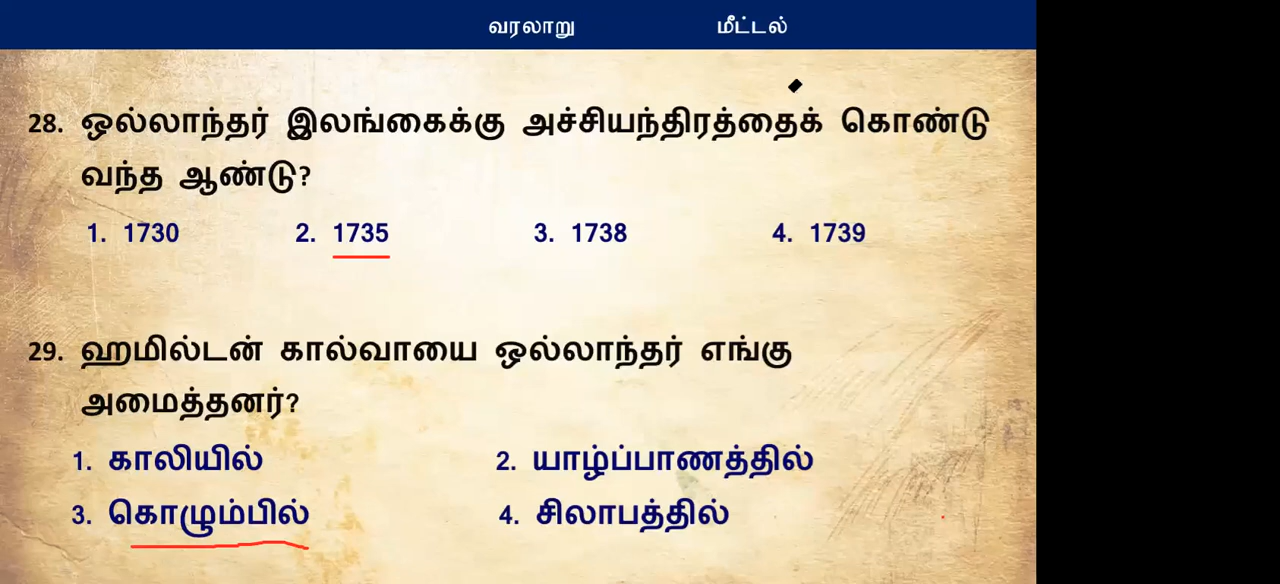 வரலாறு மீட்டல்
28. ஒல்லாந்தர் இலங்கைக்கு அச்சியந்திரத்தைக் கொண்டு
வந்த ஆண்டு?
1. 1730 2. 1735 3. 1738 4. 1739
29. ஹமில்டன் கால்வாயை ஒல்லாந்தர் எங்கு
அமைத்தனர்?
1. காலியில் 2. யாழ்ப்பாணத்தில்
3. கொழும்பில் 4. சிலாபத்தில்